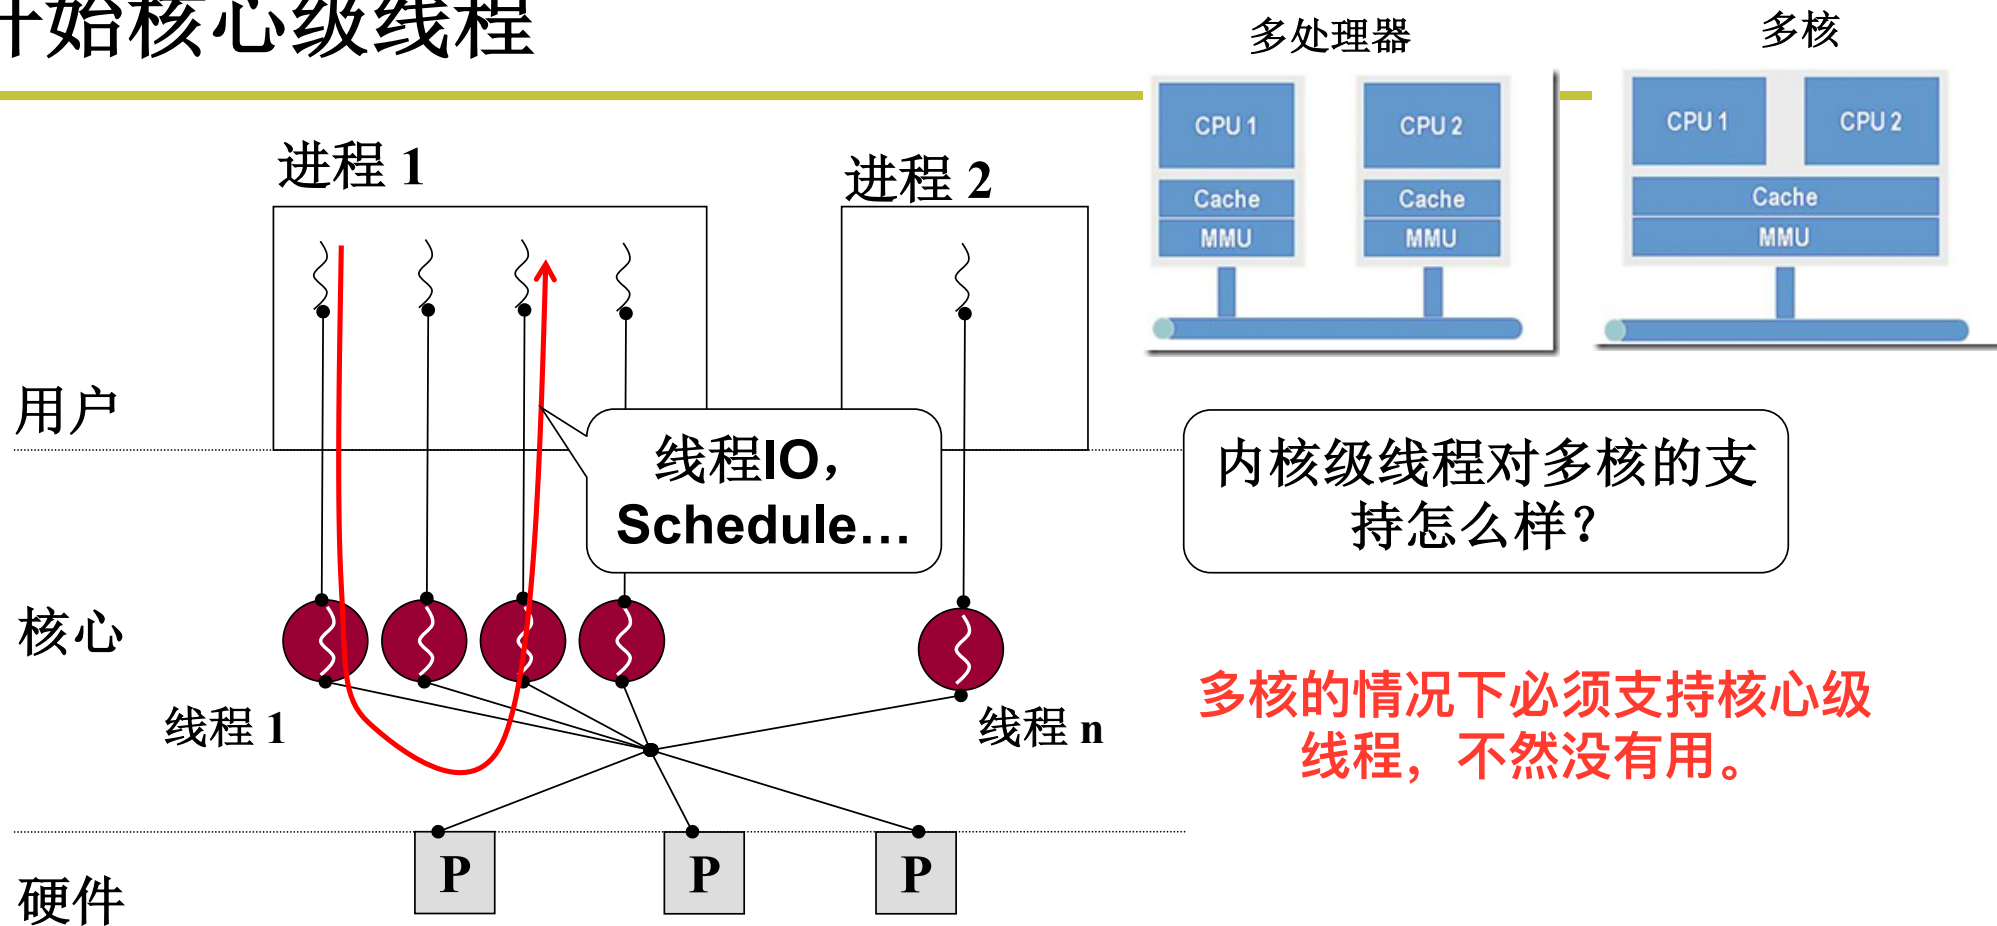 开始核心级线程
多处理器
多核
CPU 1
CPU 2
Cache
Cache
MMU
MMU
CPU 1
CPU 2
Cache
MMU
进程 1
进程 2
用户
线程IO，
Schedule…
内核级线程对多核的支
持怎么样？
核心
线程 1
线程 n
多核的情况下必须支持核心级
线程，不然没有用。
P
P
P
硬件